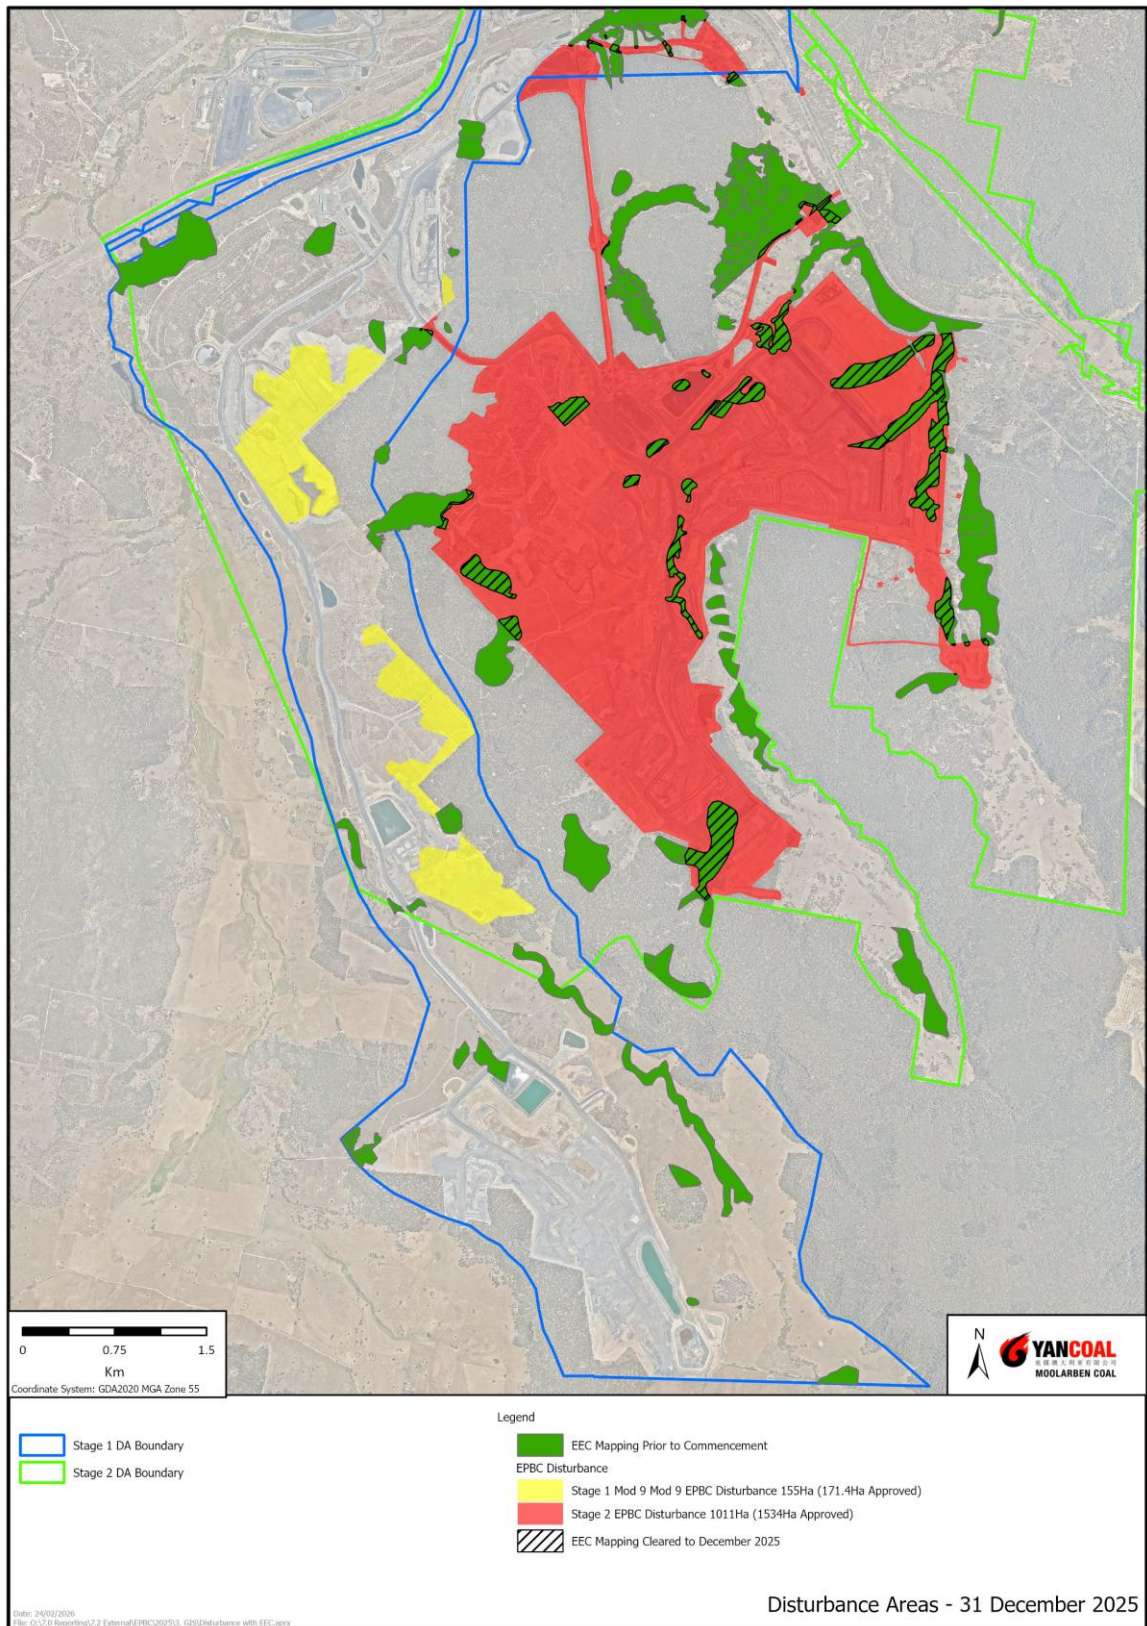 0 0.75 1.5
Km
Coordinate System: GDA2020 MGA Zone 55
N
YANCOAL
MOOLARBEN COAL
Legend
Stage 1 DA Boundary
Stage 2 DA Boundary
EEC Mapping Prior to Commencement
EPBC Disturbance
Stage 1 Mod 9 Mod 9 EPBC Disturbance 155Ha (171.4Ha Approved)
Stage 2 EPBC Disturbance 1011Ha (1534Ha Approved)
EEC Mapping Cleared to December 2025
Disturbance Areas - 31 December 2025
Date: 24/02/2026